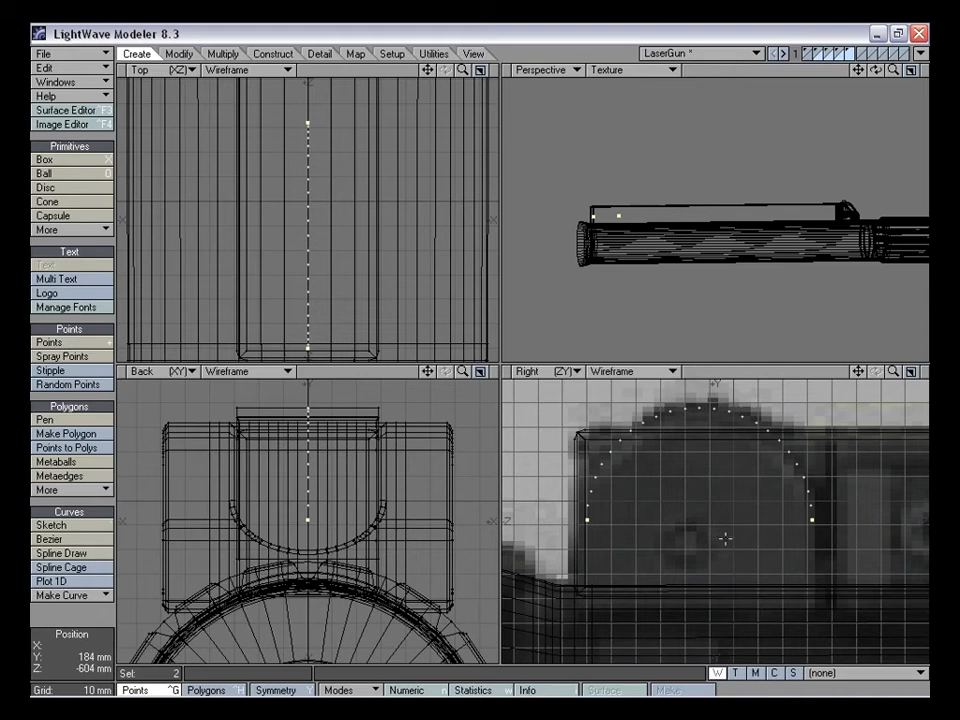 LightWave Modeler 8.3
File
Create Modify Multiply Construct Detail Map Setup Utilities View
LaserGun *
1
Edit
Top (XZ) Wireframe
Perspective Texture
Windows
Help
Surface Editor ^F3
Image Editor ^F4
Primitives
Box X
Ball O
Disc
Cone
Capsule
More
Text
Text
Multi Text
Logo
Manage Fonts
Points
Points +
Spray Points
Stipple
Random Points
Back (XY) Wireframe
Right (ZY) Wireframe
Polygons
Pen
Make Polygon
Points to Polys
Metaballs
Metaedges
More
Curves
Sketch
Bezier
Spline Draw
Spline Cage
Plot 1D
Make Curve
Position
X:
Y: 184 mm
Z: -604 mm
Grid: 10 mm
Sel: 2
W T M C S (none)
Points ^G Polygons ^H Symmetry Y Modes Numeric n Statistics w Info i Surface Make